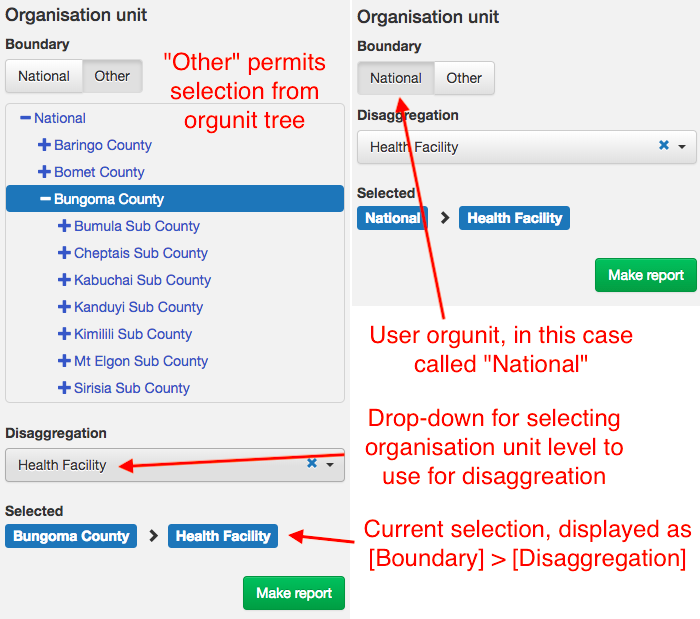 Organisation unit
Boundary
National
Other
"Other" permits
selection from
orgunit tree
National
Baringo County
Bomet County
Bungoma County
Bumula Sub County
Cheptais Sub County
Kabuchai Sub County
Kanduyi Sub County
Kimilili Sub County
Mt Elgon Sub County
Sirisia Sub County
Disaggregation
Health Facility
Selected
Bungoma County > Health Facility
Make report
Organisation unit
Boundary
National
Other
Disaggregation
Health Facility
Selected
National > Health Facility
Make report
User orgunit, in this case
called "National"
Drop-down for selecting
organisation unit level to
use for disaggreation
Current selection, displayed as
[Boundary] > [Disaggregation]